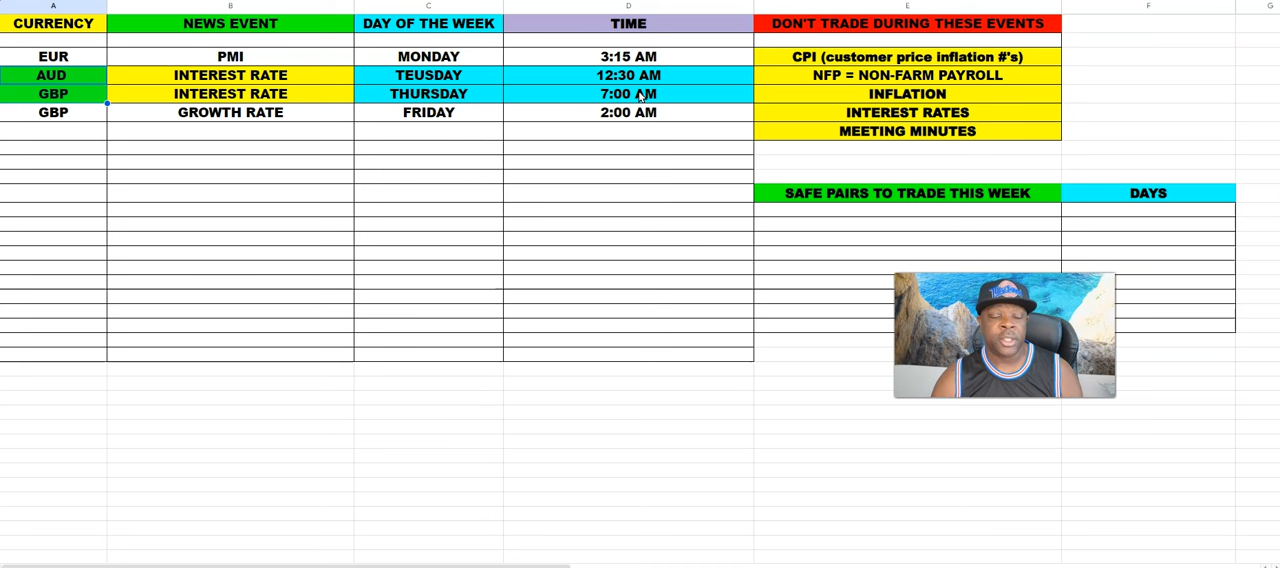 A B C D E F G
CURRENCY NEWS EVENT DAY OF THE WEEK TIME DON'T TRADE DURING THESE EVENTS
EUR PMI MONDAY 3:15 AM CPI (customer price inflation #'s)
AUD INTEREST RATE TEUSDAY 12:30 AM NFP = NON-FARM PAYROLL
GBP INTEREST RATE THURSDAY 7:00 AM INFLATION
GBP GROWTH RATE FRIDAY 2:00 AM INTEREST RATES
MEETING MINUTES
SAFE PAIRS TO TRADE THIS WEEK DAYS